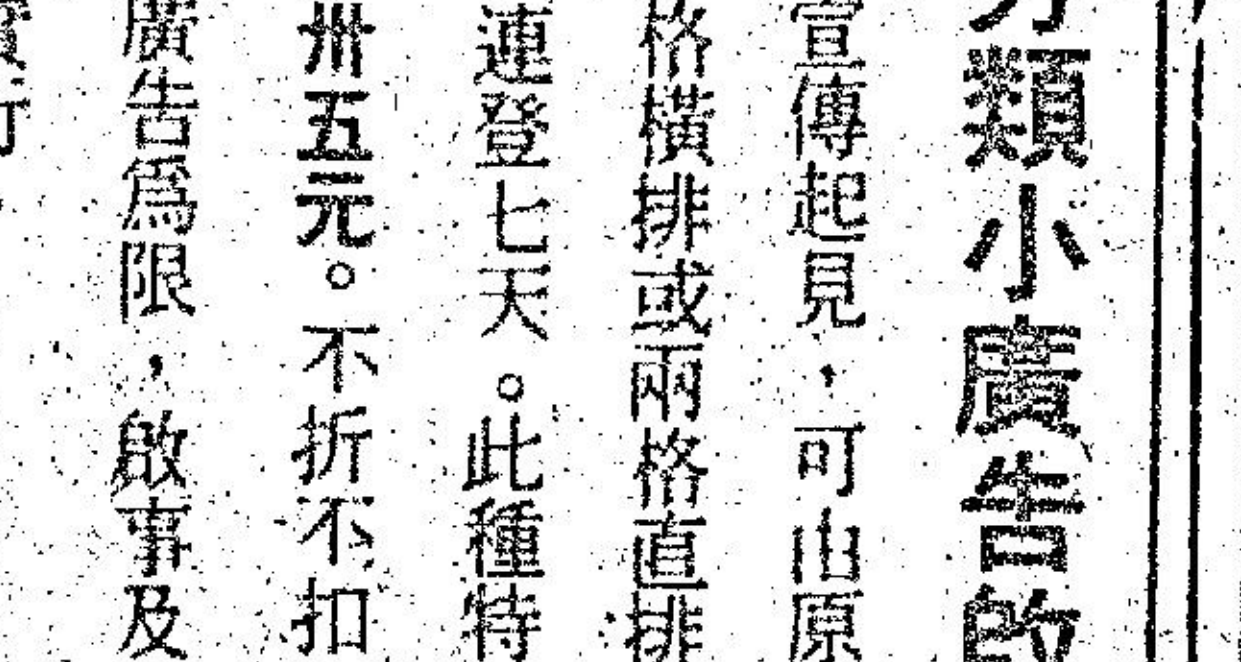 類小廣告啟
宣傳起見，可由原
格橫排或兩格直排
連登七天。此種特
卅五元。不折不扣
廣告爲限，啟事及